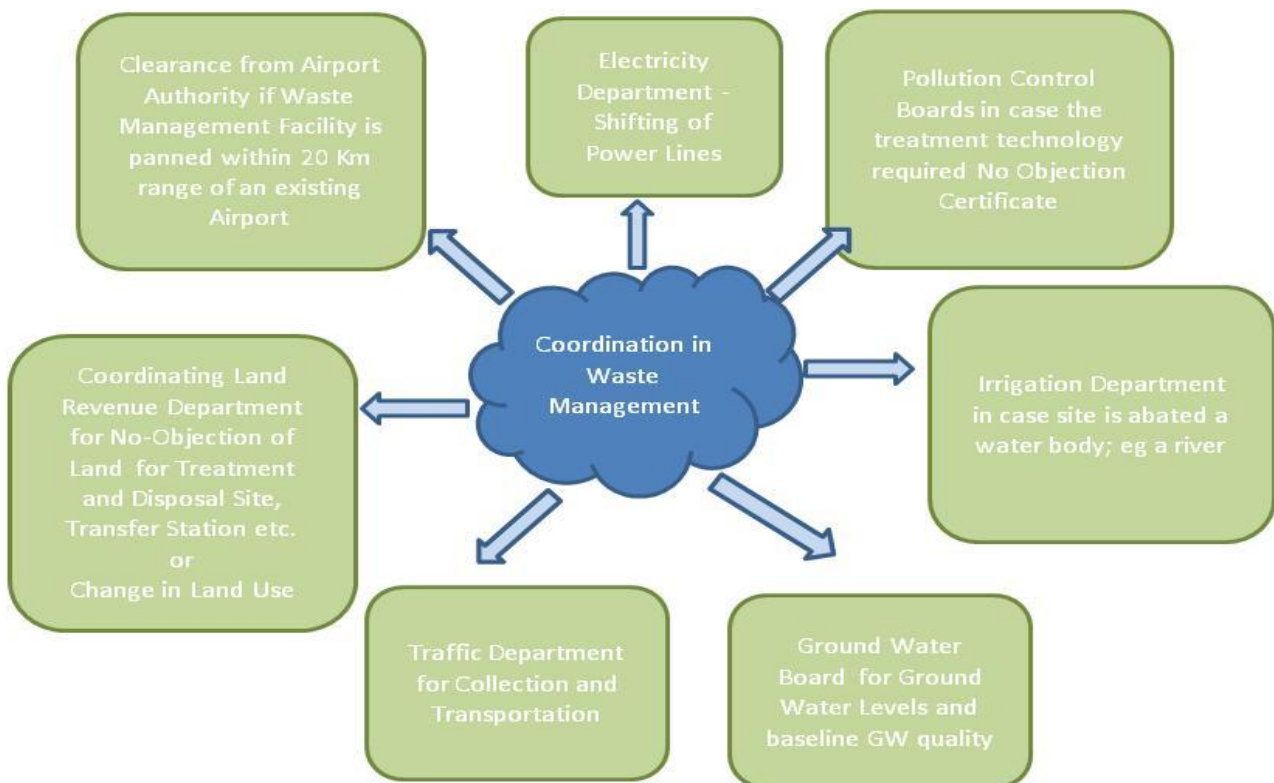 Clearance from Airport
Authority if Waste
Management Facility is
panned within 20 Km
range of an existing
Airport
Electricity
Department -
Shifting of
Power Lines
Pollution Control
Boards in case the
treatment technology
required No Objection
Certificate
Coordination in
Waste
Management
Coordinating Land
Revenue Department
for No-Objection of
Land for Treatment
and Disposal Site,
Transfer Station etc.
or
Change in Land Use
Irrigation Department
in case site is abated a
water body; eg a river
Traffic Department
for Collection and
Transportation
Ground Water
Board for Ground
Water Levels and
baseline GW quality